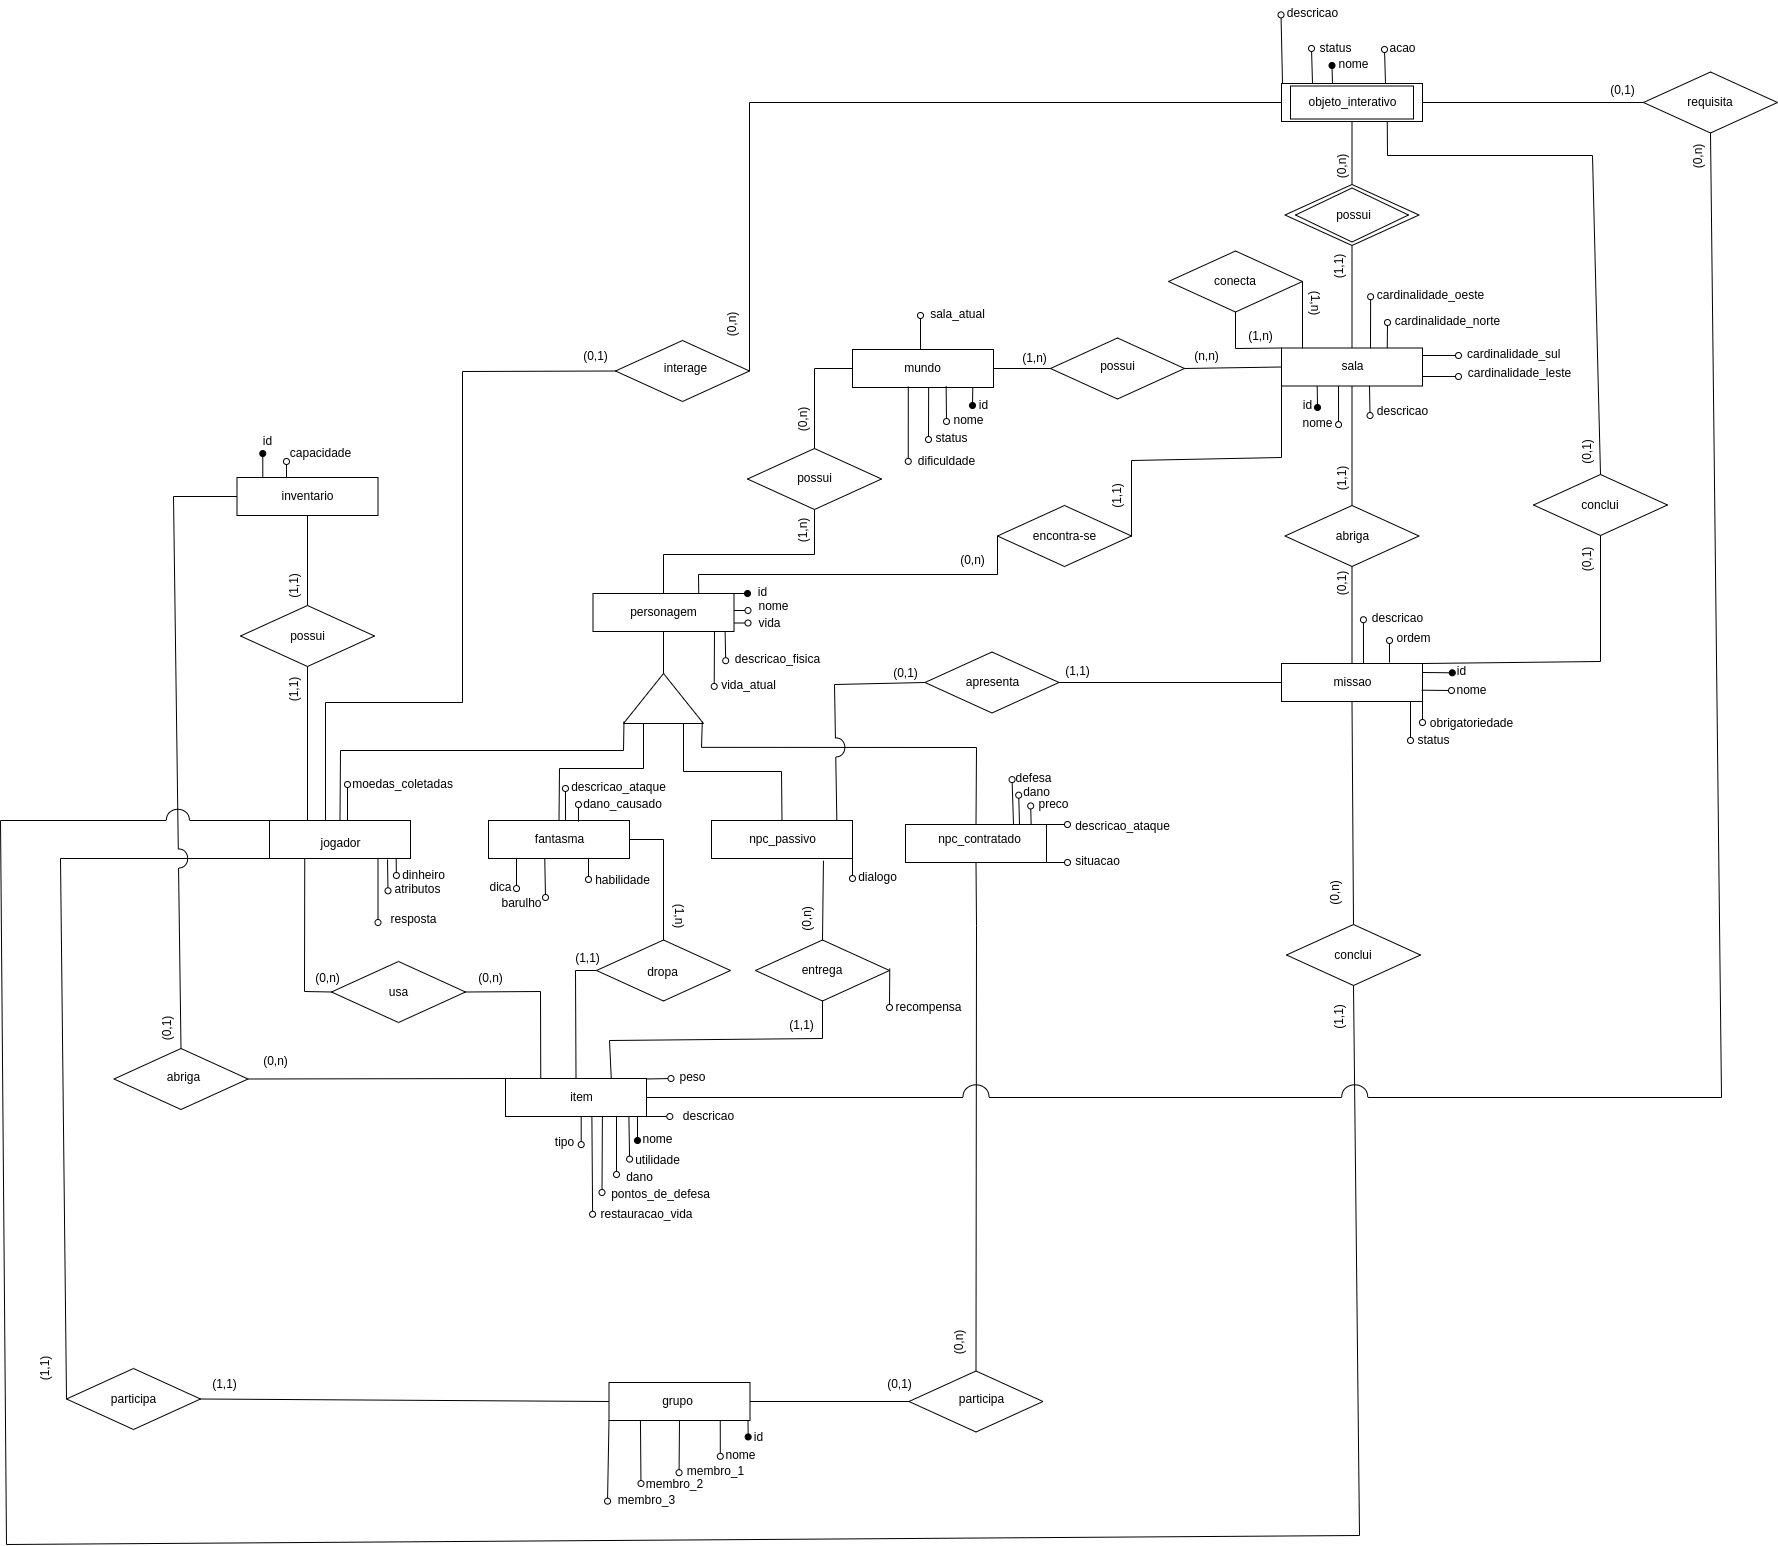 descricao
status
acao
nome
objeto_interativo
(0,1)
requisita
(0,n)
(0,n)
possui
(1,1)
conecta
(1,n)
(1,n)
cardinalidade_oeste
cardinalidade_norte
cardinalidade_sul
cardinalidade_leste
sala
id
nome
descricao
sala_atual
mundo
(1,n)
possui
(n,n)
id
nome
status
dificuldade
(0,1)
interage
(0,n)
(0,n)
possui
(1,n)
id
capacidade
inventario
(1,1)
possui
(1,1)
(1,1)
encontra-se
(0,n)
(1,1)
abriga
(0,1)
(0,1)
conclui
(0,1)
personagem
id
nome
vida
descricao_fisica
vida_atual
(0,1)
apresenta
(1,1)
descricao
ordem
missao
id
nome
obrigatoriedade
status
moedas_coletadas
jogador
dinheiro
atributos
resposta
descricao_ataque
dano_causado
fantasma
dica
barulho
habilidade
npc_passivo
dialogo
defesa
dano
preco
npc_contratado
descricao_ataque
situacao
(0,n)
usa
(0,n)
(1,1)
dropa
(1,n)
(0,n)
entrega
recompensa
(1,1)
(0,n)
conclui
(1,1)
(0,1)
abriga
(0,n)
item
peso
descricao
tipo
nome
utilidade
dano
pontos_de_defesa
restauracao_vida
(1,1)
participa
(1,1)
grupo
(0,1)
participa
(0,n)
id
nome
membro_1
membro_2
membro_3